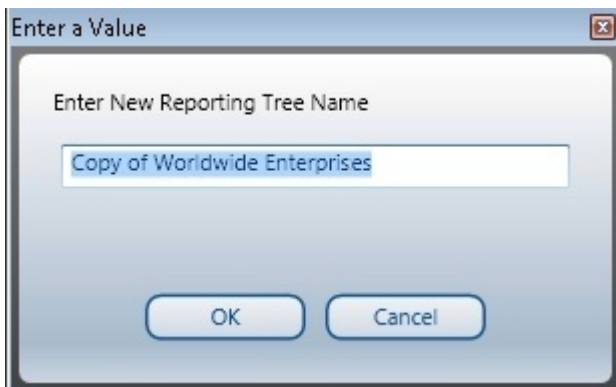 Enter a Value
Enter New Reporting Tree Name
Copy of Worldwide Enterprises
OK Cancel